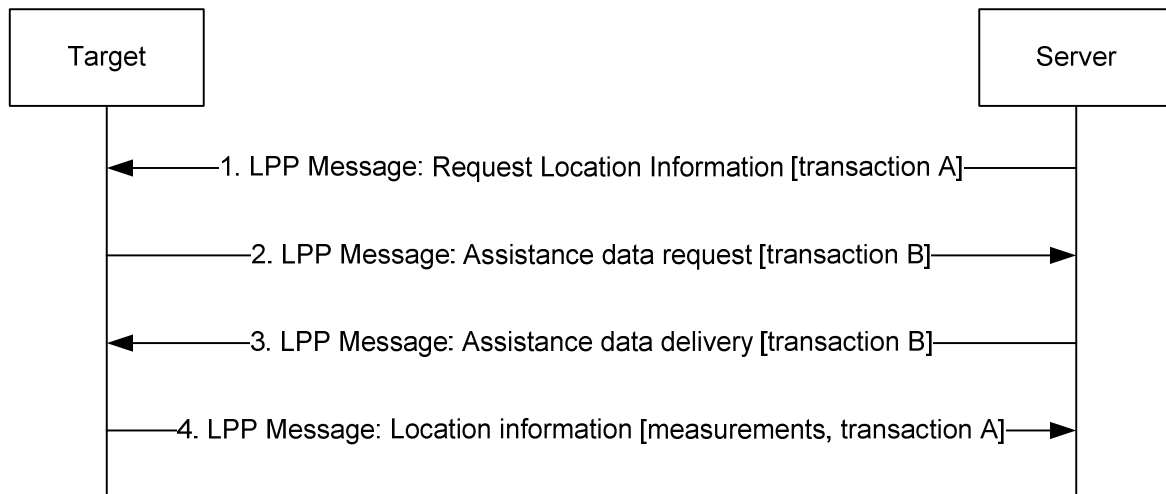 Target
Server
1. LPP Message: Request Location Information [transaction A]
2. LPP Message: Assistance data request [transaction B]
3. LPP Message: Assistance data delivery [transaction B]
4. LPP Message: Location information [measurements, transaction A]